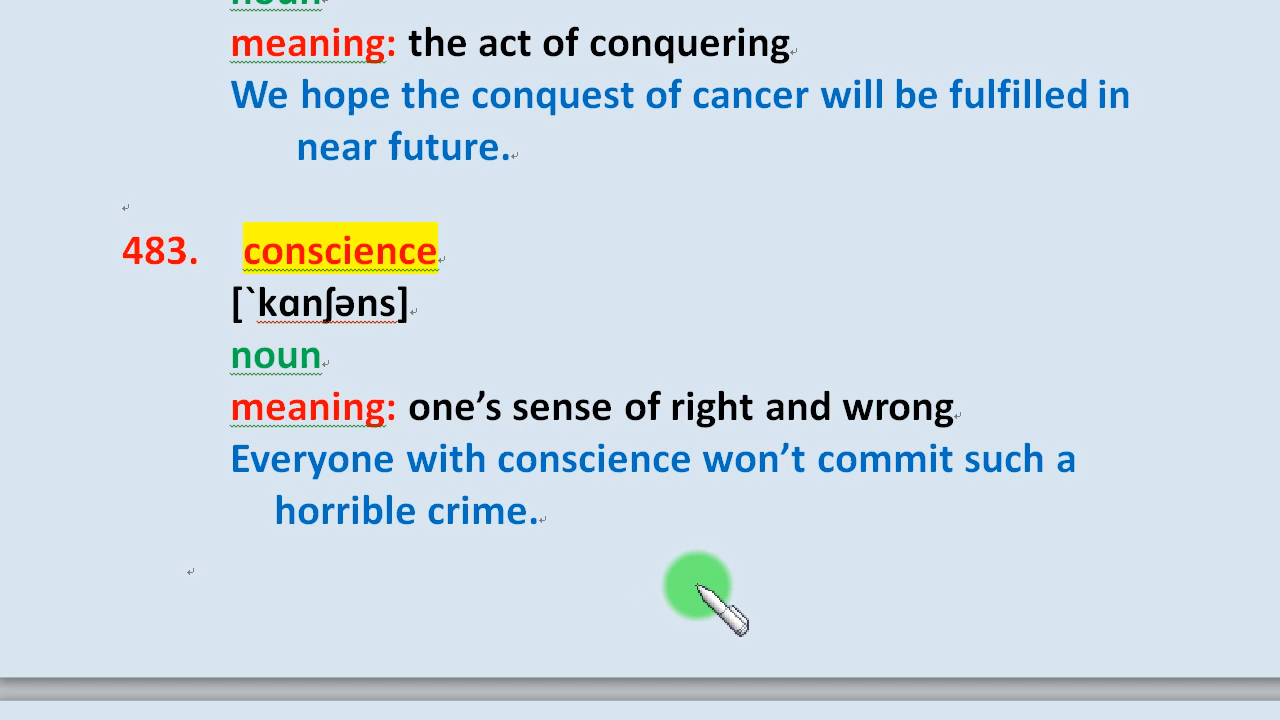 noun
meaning: the act of conquering
We hope the conquest of cancer will be fulfilled in
near future.
483. conscience
[`kɑnʃəns]
noun
meaning: one’s sense of right and wrong
Everyone with conscience won’t commit such a
horrible crime.